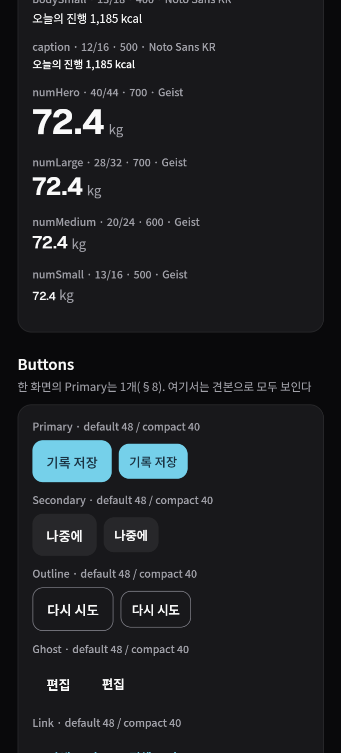 bodySmall · 13/18 · 400 · Noto Sans KR
오늘의 진행 1,185 kcal
caption · 12/16 · 500 · Noto Sans KR
오늘의 진행 1,185 kcal
numHero · 40/44 · 700 · Geist
72.4 kg
numLarge · 28/32 · 700 · Geist
72.4 kg
numMedium · 20/24 · 600 · Geist
72.4 kg
numSmall · 13/16 · 500 · Geist
72.4 kg
Buttons
한 화면의 Primary는 1개(§8). 여기서는 견본으로 모두 보인다
Primary · default 48 / compact 40
기록 저장 기록 저장
Secondary · default 48 / compact 40
나중에 나중에
Outline · default 48 / compact 40
다시 시도 다시 시도
Ghost · default 48 / compact 40
편집 편집
Link · default 48 / compact 40